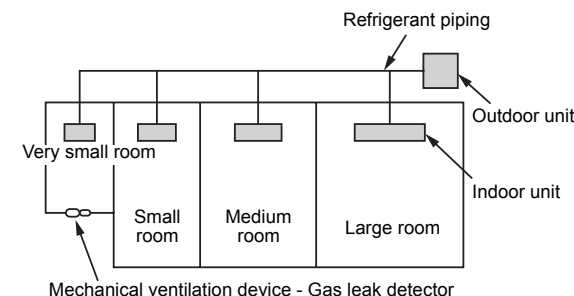 Refrigerant piping
Outdoor unit
Very small room
Indoor unit
Small
room
Medium
room
Large room
Mechanical ventilation device - Gas leak detector